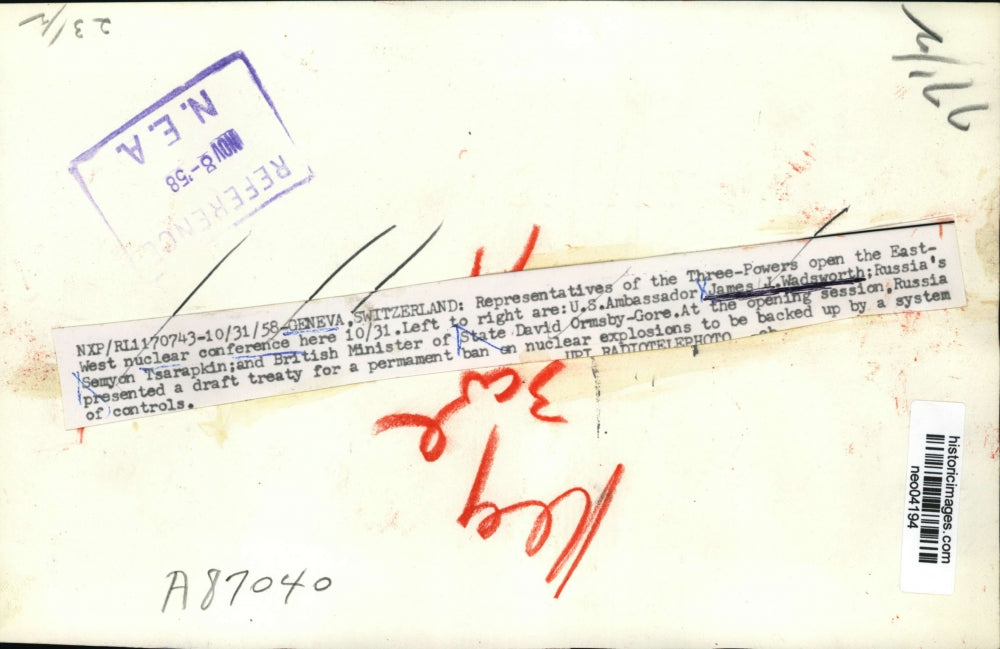 23/2
N.E.A.
NOV 8-'58
REFERENCE
NXP/RL1170743-10/31/58-GENEVA,SWITZERLAND: Representatives of the Three-Powers open the East-
West nuclear conference here 10/31.Left to right are:U.S.Ambassador James J.Wadsworth;Russia's
Semyon Tsarapkin;and British Minister of State David Ormsby-Gore.At the opening session,Russia
presented a draft treaty for a permament ban on nuclear explosions to be backed up by a system
of controls.
UPI RADIOTELEPHOTO
A87040
historicimages.com
neo04194